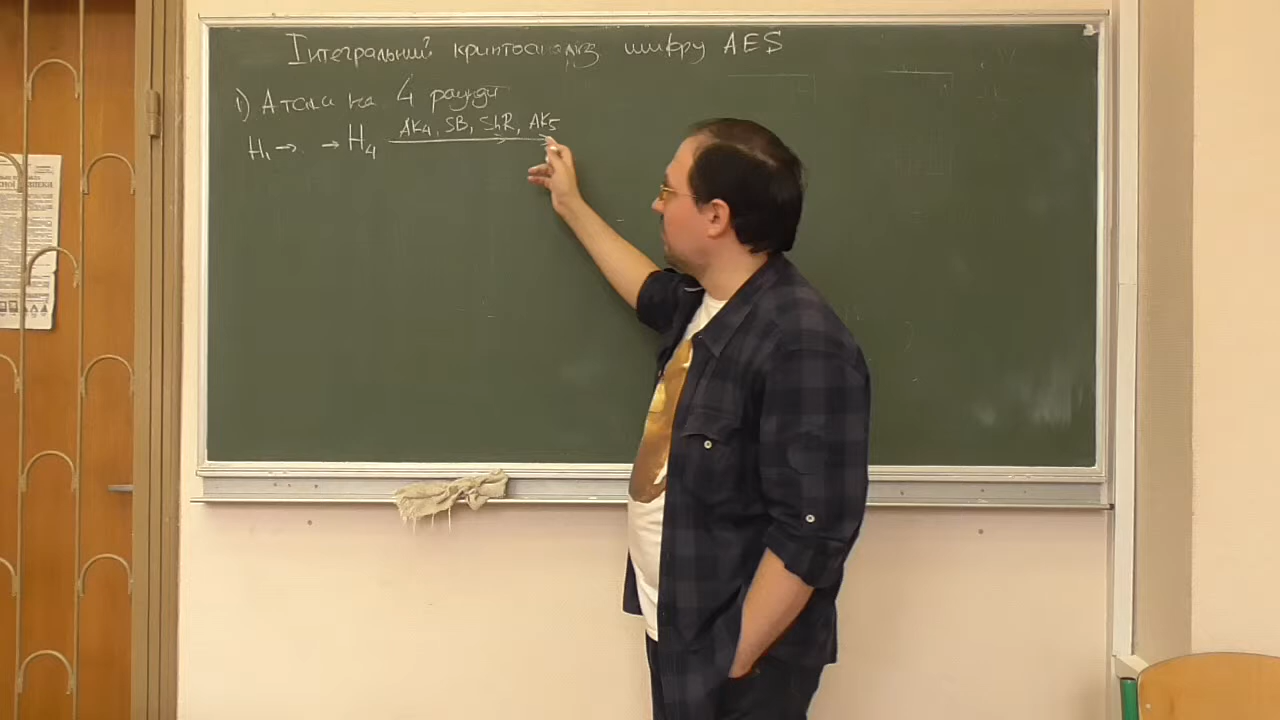 Інтегральний криптоаналіз шифру AES
1) Атака на 4 раунди
H₁ → → H₄ AK₄, SB, ShR, AK₅ →